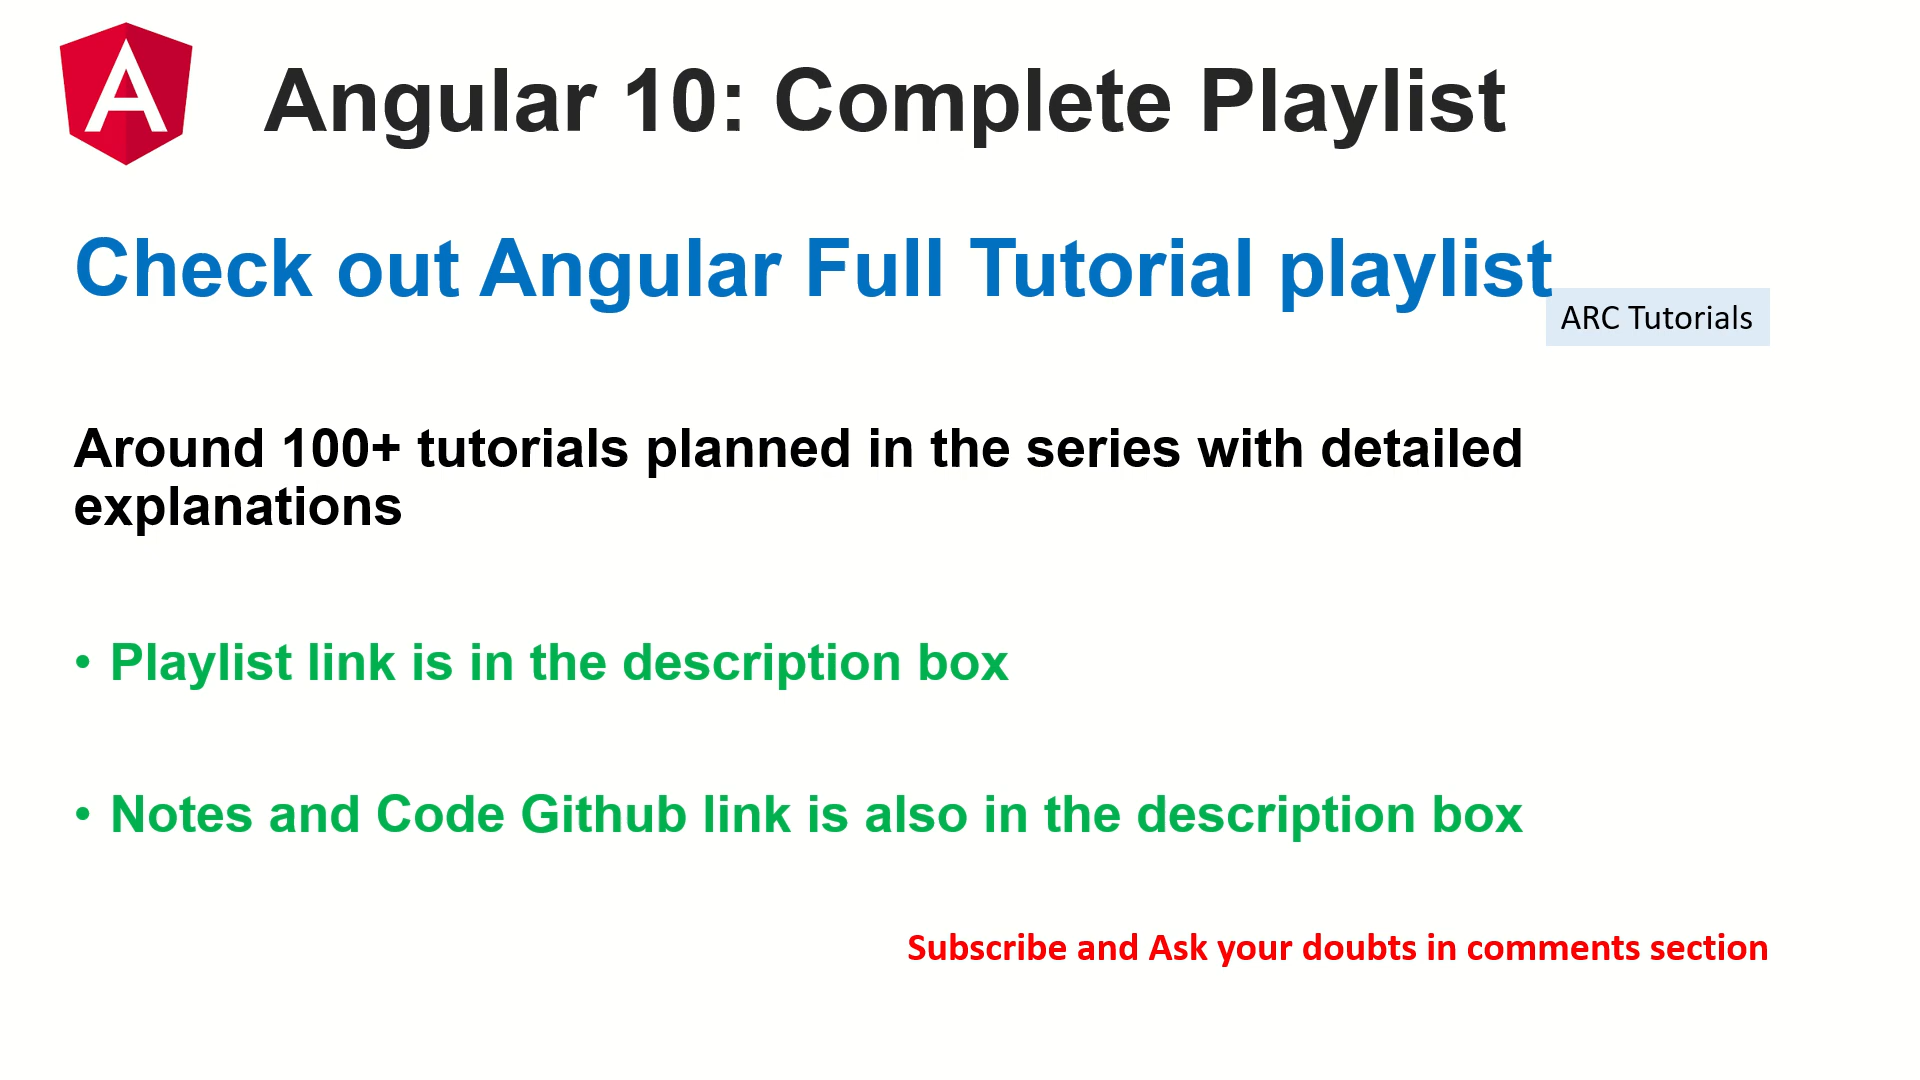 Angular 10: Complete Playlist
Check out Angular Full Tutorial playlist
ARC Tutorials
Around 100+ tutorials planned in the series with detailed
explanations
• Playlist link is in the description box
• Notes and Code Github link is also in the description box
Subscribe and Ask your doubts in comments section